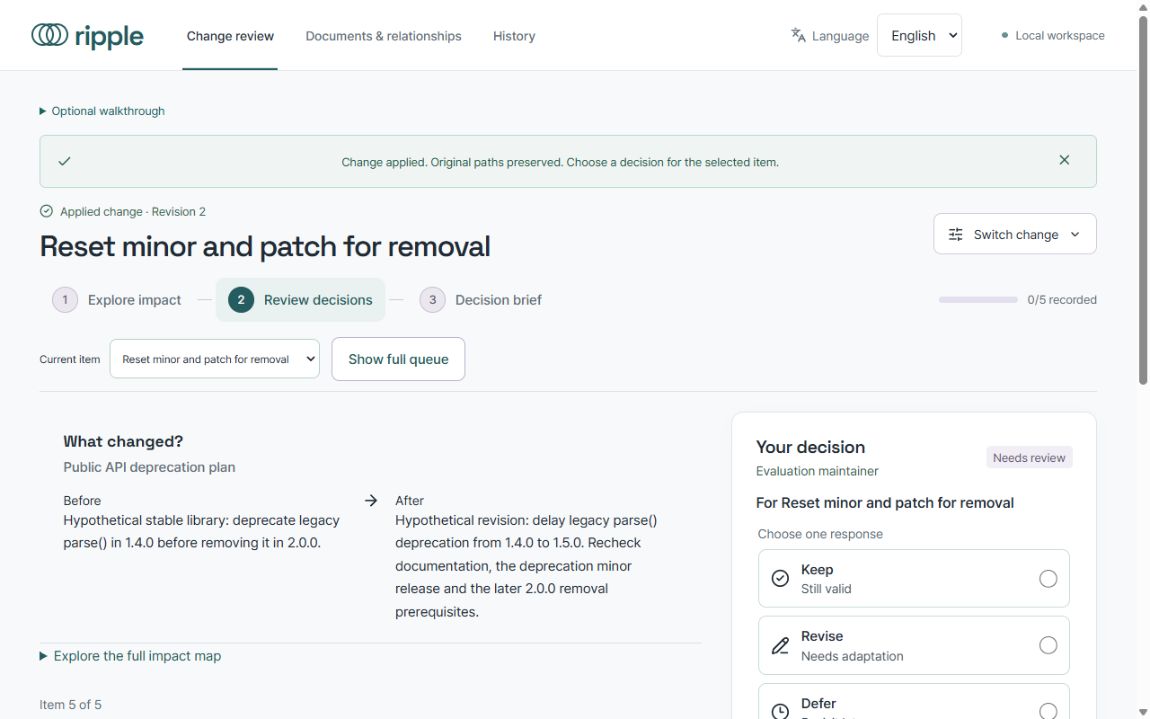 ripple
Change review
Documents & relationships
History
Language
English
Local workspace
Optional walkthrough
Change applied. Original paths preserved. Choose a decision for the selected item.
Applied change · Revision 2
Reset minor and patch for removal
Switch change
1 Explore impact
2 Review decisions
3 Decision brief
0/5 recorded
Current item
Reset minor and patch for removal
Show full queue
What changed?
Public API deprecation plan
Before
Hypothetical stable library: deprecate legacy
parse() in 1.4.0 before removing it in 2.0.0.
After
Hypothetical revision: delay legacy parse()
deprecation from 1.4.0 to 1.5.0. Recheck
documentation, the deprecation minor
release and the later 2.0.0 removal
prerequisites.
Explore the full impact map
Item 5 of 5
Your decision
Needs review
Evaluation maintainer
For Reset minor and patch for removal
Choose one response
Keep
Still valid
Revise
Needs adaptation
Defer